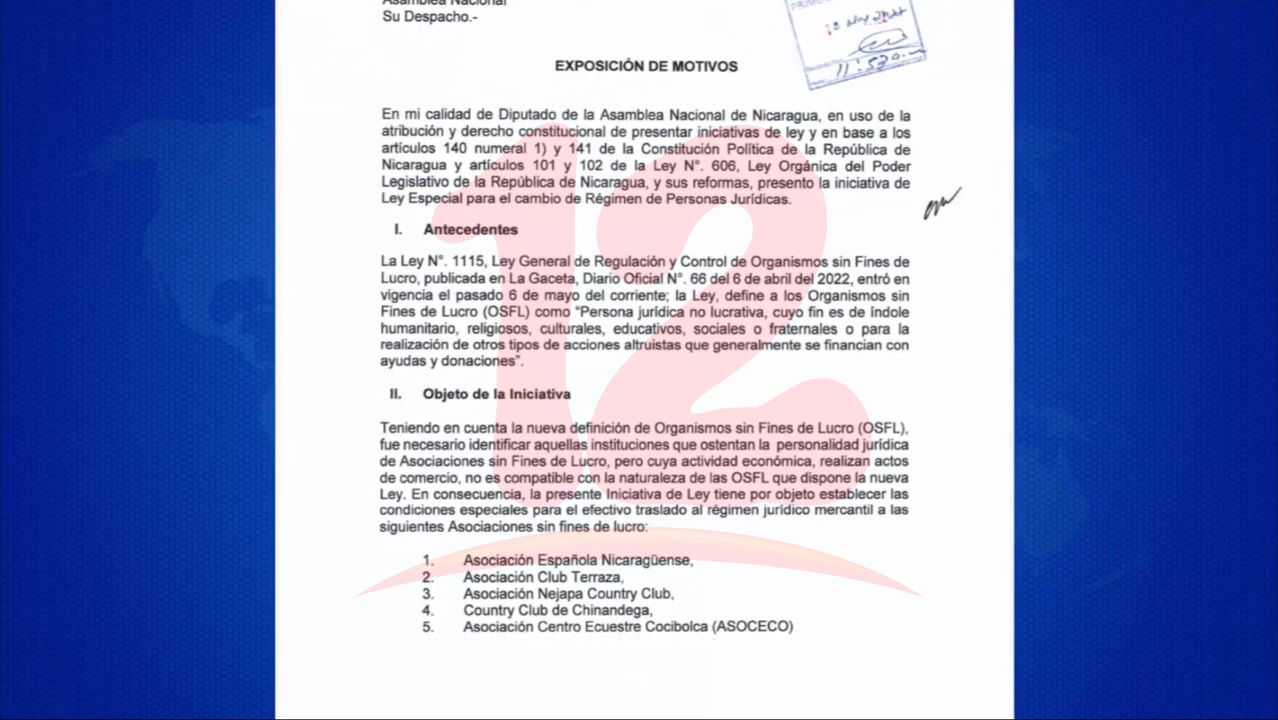 Asamblea Nacional
Su Despacho.-
EXPOSICIÓN DE MOTIVOS
11:53 a.m
En mi calidad de Diputado de la Asamblea Nacional de Nicaragua, en uso de la
atribución y derecho constitucional de presentar iniciativas de ley y en base a los
artículos 140 numeral 1) y 141 de la Constitución Política de la República de
Nicaragua y artículos 101 y 102 de la Ley N°. 606, Ley Orgánica del Poder
Legislativo de la República de Nicaragua, y sus reformas, presento la iniciativa de
Ley Especial para el cambio de Régimen de Personas Jurídicas.
I. Antecedentes
La Ley N°. 1115, Ley General de Regulación y Control de Organismos sin Fines de
Lucro, publicada en La Gaceta, Diario Oficial N°. 66 del 6 de abril del 2022, entró en
vigencia el pasado 6 de mayo del corriente; la Ley, define a los Organismos sin
Fines de Lucro (OSFL) como "Persona jurídica no lucrativa, cuyo fin es de índole
humanitario, religiosos, culturales, educativos, sociales o fraternales o para la
realización de otros tipos de acciones altruistas que generalmente se financian con
ayudas y donaciones".
II. Objeto de la Iniciativa
Teniendo en cuenta la nueva definición de Organismos sin Fines de Lucro (OSFL),
fue necesario identificar aquellas instituciones que ostentan la personalidad jurídica
de Asociaciones sin Fines de Lucro, pero cuya actividad económica, realizan actos
de comercio, no es compatible con la naturaleza de las OSFL que dispone la nueva
Ley. En consecuencia, la presente Iniciativa de Ley tiene por objeto establecer las
condiciones especiales para el efectivo traslado al régimen jurídico mercantil a las
siguientes Asociaciones sin fines de lucro:
1. Asociación Española Nicaragüense,
2. Asociación Club Terraza,
3. Asociación Nejapa Country Club,
4. Country Club de Chinandega,
5. Asociación Centro Ecuestre Cocibolca (ASOCECO)
12